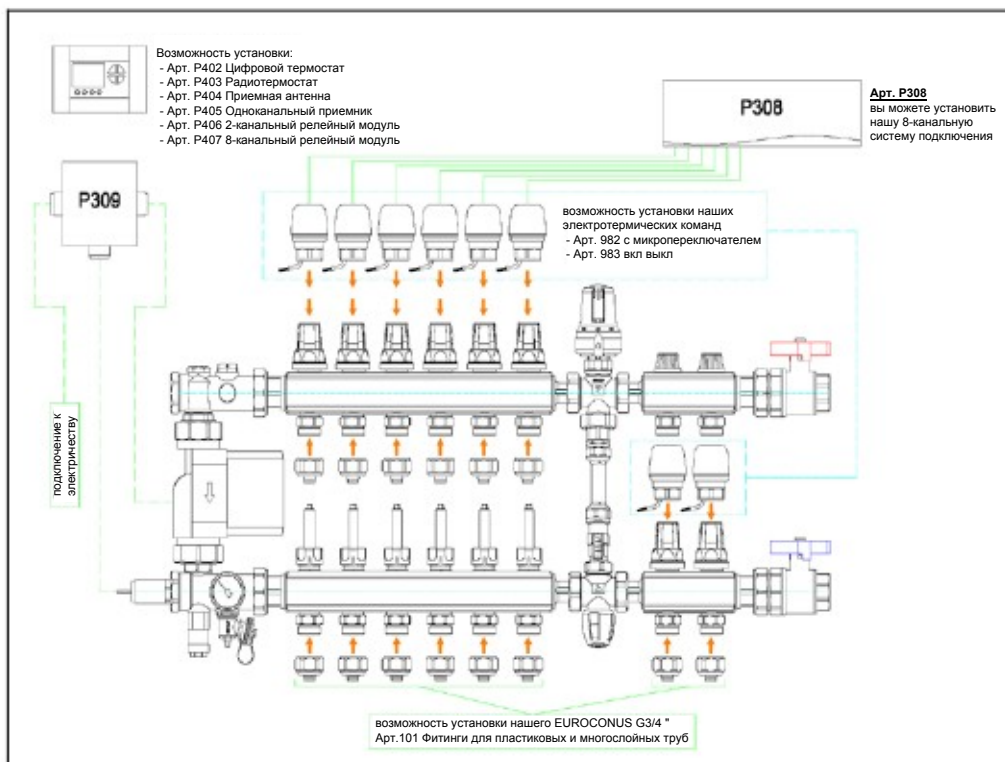 Возможность установки:
- Арт. P402 Цифровой термостат
- Арт. P403 Радиотермостат
- Арт. P404 Приемная антенна
- Арт. P405 Одноканальный приемник
- Арт. P406 2-канальный релейный модуль
- Арт. P407 8-канальный релейный модуль
P308
Арт. P308
вы можете установить
нашу 8-канальную
систему подключения
P309
возможность установки наших
электротермических команд
- Арт. 982 с микропереключателем
- Арт. 983 вкл выкл
подключение к
электричеству
возможность установки нашего EUROCONUS G3/4 "
Арт.101 Фитинги для пластиковых и многослойных труб